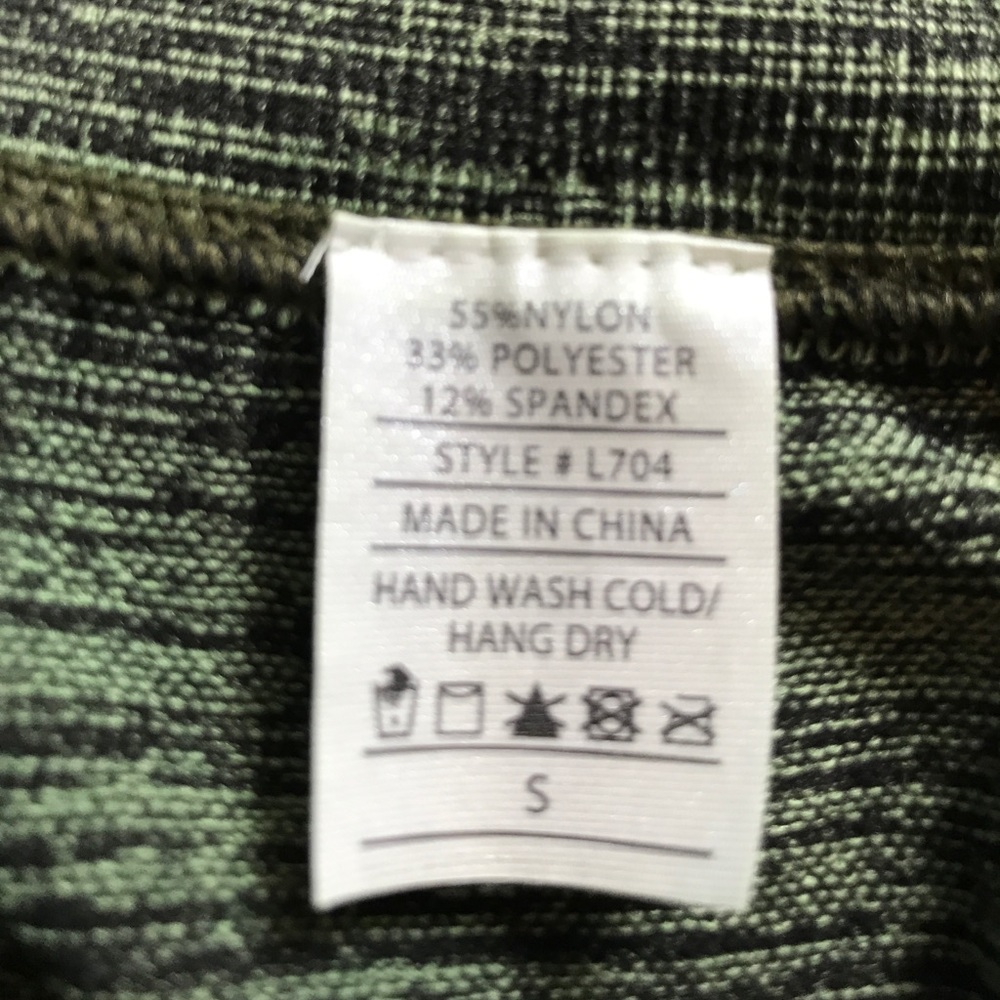 55%NYLON
33% POLYESTER
12% SPANDEX
STYLE # L704
MADE IN CHINA
HAND WASH COLD/
HANG DRY
S